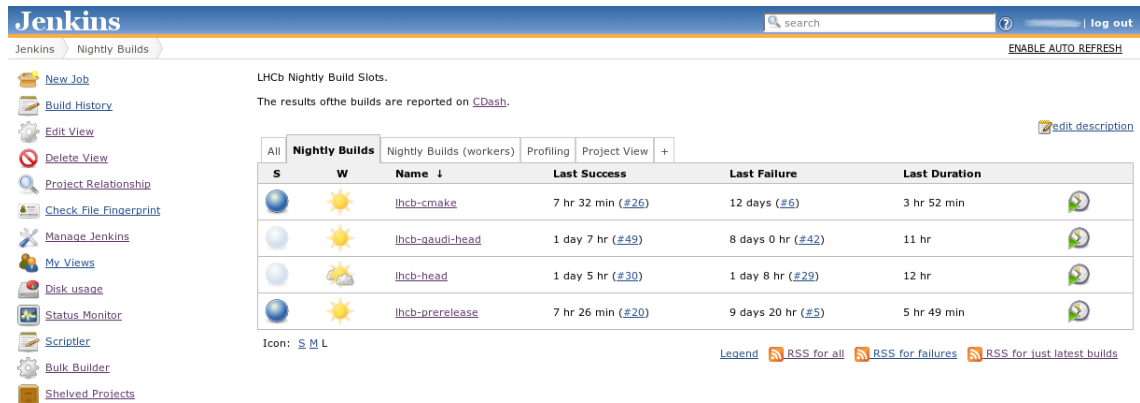 Jenkins
search
| log out
Jenkins Nightly Builds
ENABLE AUTO REFRESH
New Job
Build History
Edit View
Delete View
Project Relationship
Check File Fingerprint
Manage Jenkins
My Views
Disk usage
Status Monitor
Scriptler
Bulk Builder
Shelved Projects
LHCb Nightly Build Slots.
The results ofthe builds are reported on CDash.
edit description
All Nightly Builds Nightly Builds (workers) Profiling Project View +
S W Name ↓ Last Success Last Failure Last Duration
lhcb-cmake 7 hr 32 min (#26) 12 days (#6) 3 hr 52 min
lhcb-gaudi-head 1 day 7 hr (#49) 8 days 0 hr (#42) 11 hr
lhcb-head 1 day 5 hr (#30) 1 day 8 hr (#29) 12 hr
lhcb-prerelease 7 hr 26 min (#20) 9 days 20 hr (#5) 5 hr 49 min
Icon: S M L
Legend RSS for all RSS for failures RSS for just latest builds